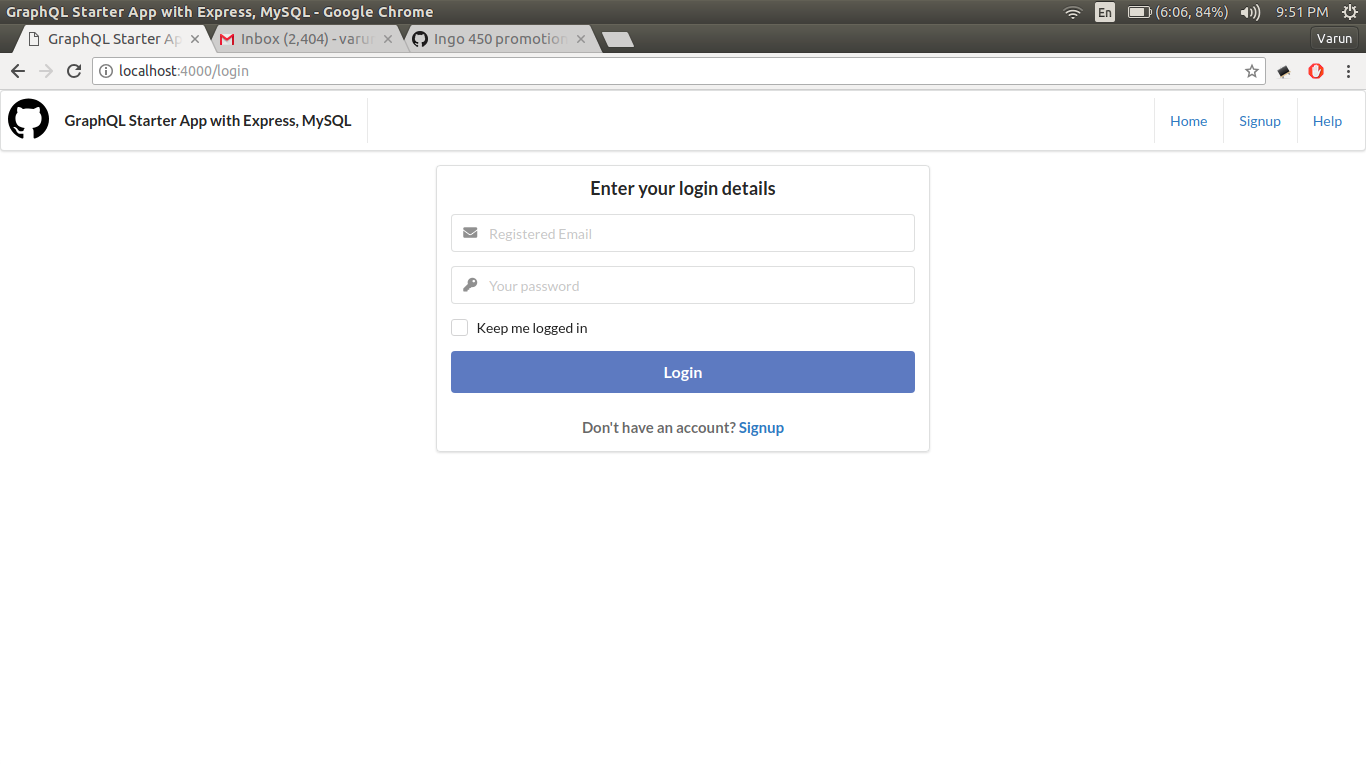 GraphQL Starter App with Express, MySQL - Google Chrome
En
(6:06, 84%)
9:51 PM
GraphQL Starter Ap
Inbox (2,404) - varun
Ingo 450 promotion
Varun
localhost:4000/login
GraphQL Starter App with Express, MySQL
Home
Signup
Help
Enter your login details
Registered Email
Your password
Keep me logged in
Login
Don't have an account? Signup